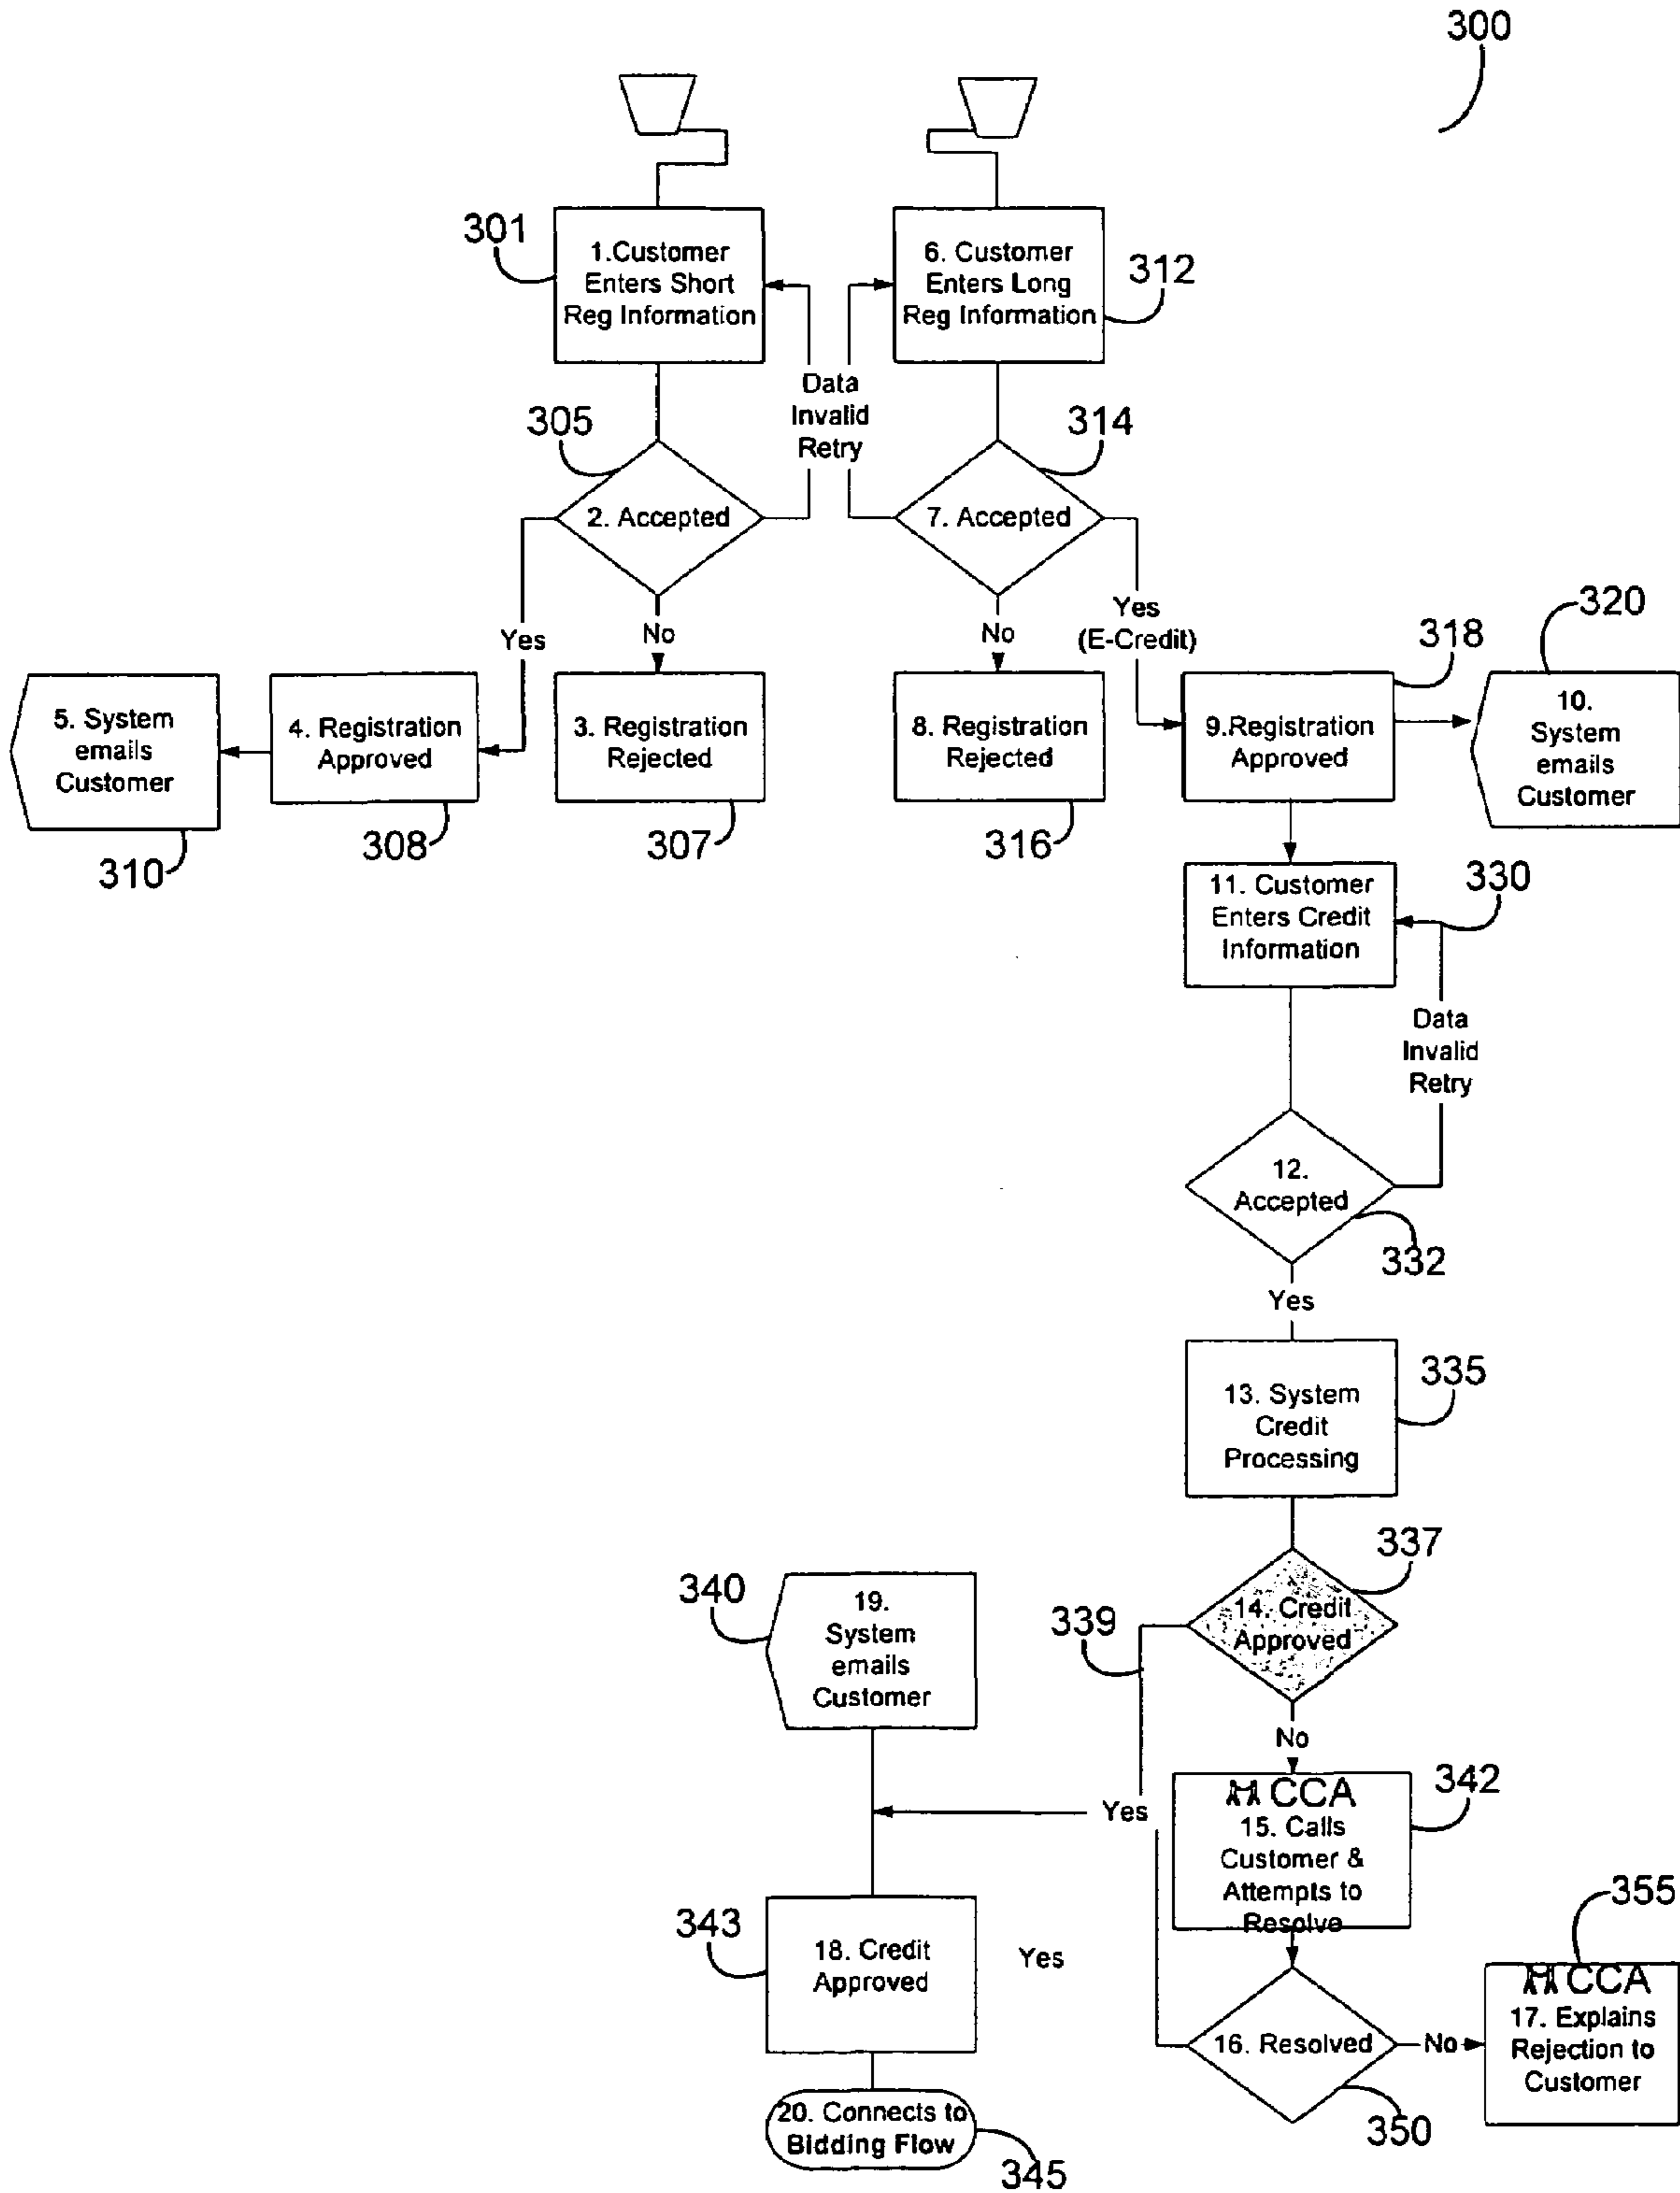 300
301
1.Customer
Enters Short
Reg Information
6. Customer
Enters Long
Reg Information
312
Data
Invalid
Retry
305
2. Accepted
314
7. Accepted
Yes
No
No
Yes
(E-Credit)
318
320
5. System
emails
Customer
310
4. Registration
Approved
308
3. Registration
Rejected
307
8. Registration
Rejected
316
9.Registration
Approved
10.
System
emails
Customer
11. Customer
Enters Credit
Information
330
Data
Invalid
Retry
12.
Accepted
332
Yes
13. System
Credit
Processing
335
337
14. Credit
Approved
339
340
19.
System
emails
Customer
No
Yes
CCA
15. Calls
Customer &
Attempts to
Resolve
342
343
18. Credit
Approved
Yes
16. Resolved
350
No
355
CCA
17. Explains
Rejection to
Customer
20. Connects to
Bidding Flow
345